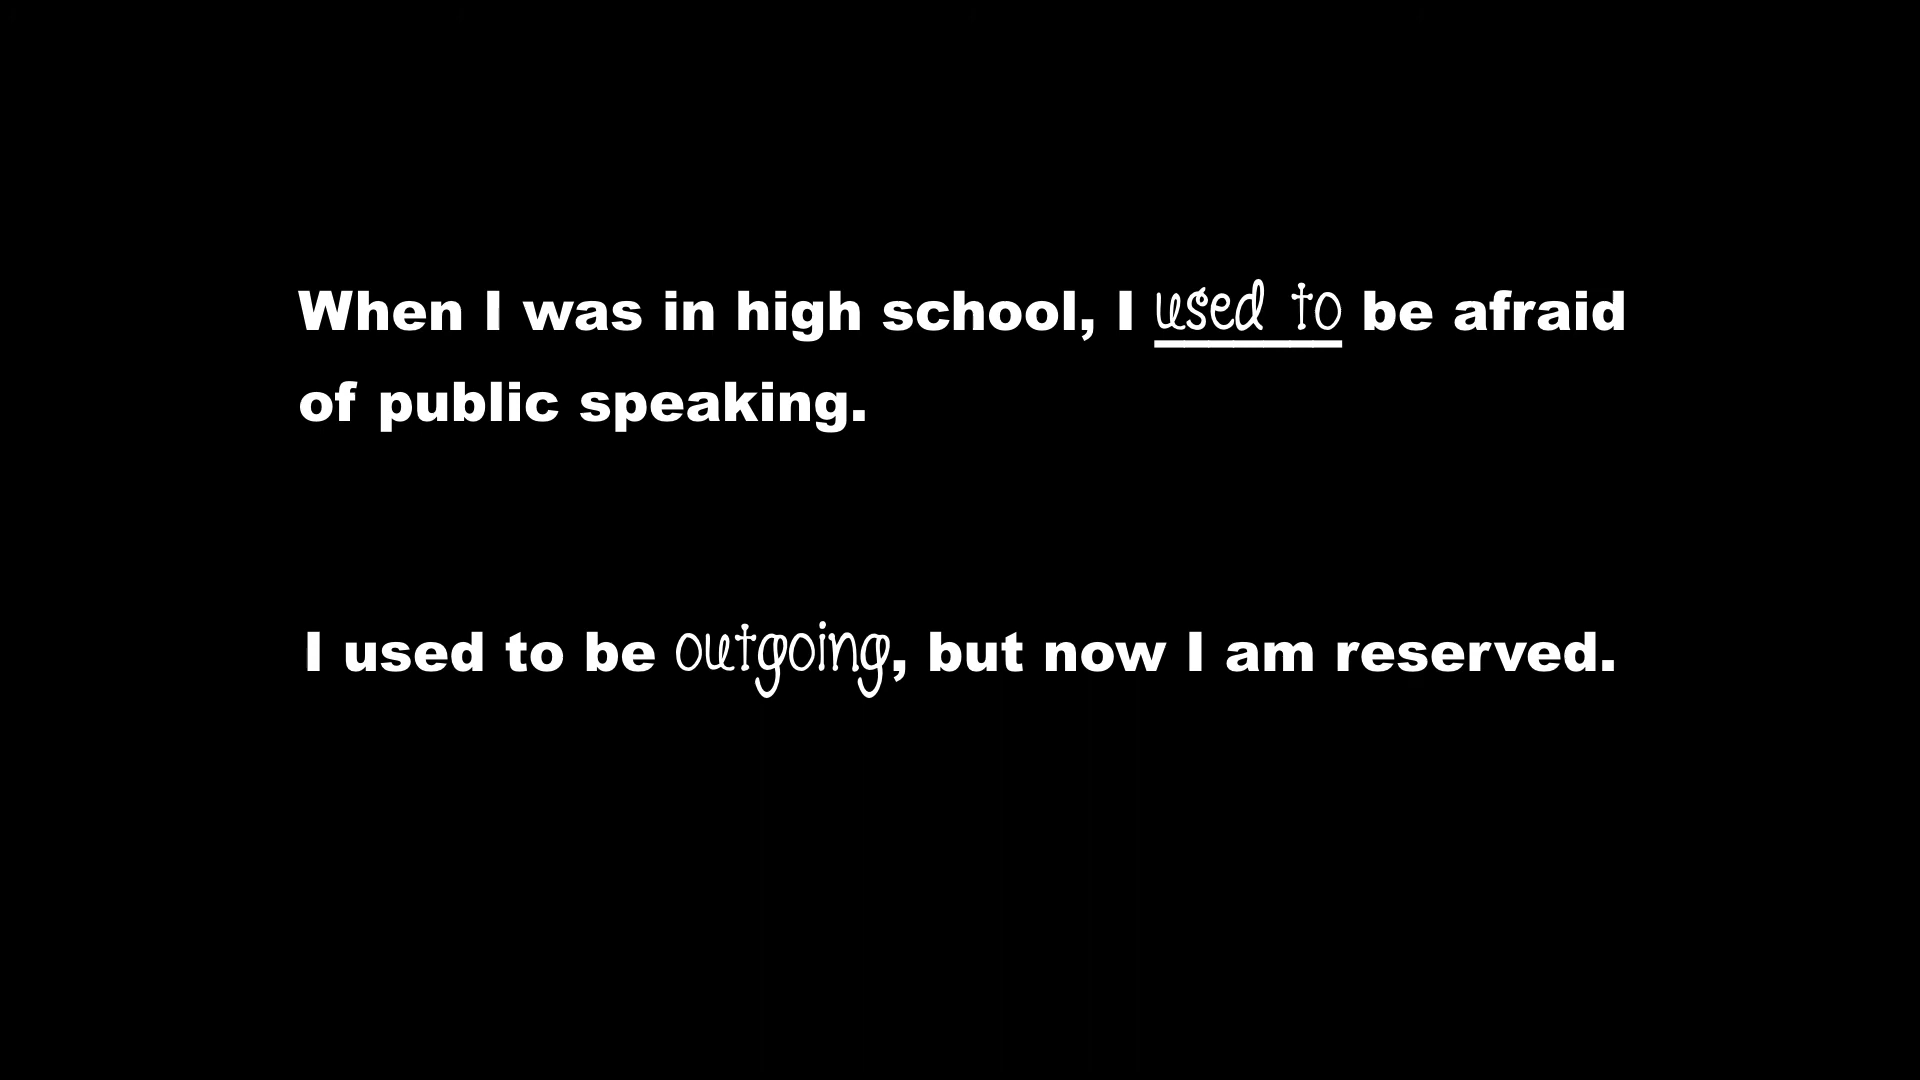 When I was in high school, I used to be afraid
of public speaking.
I used to be outgoing, but now I am reserved.